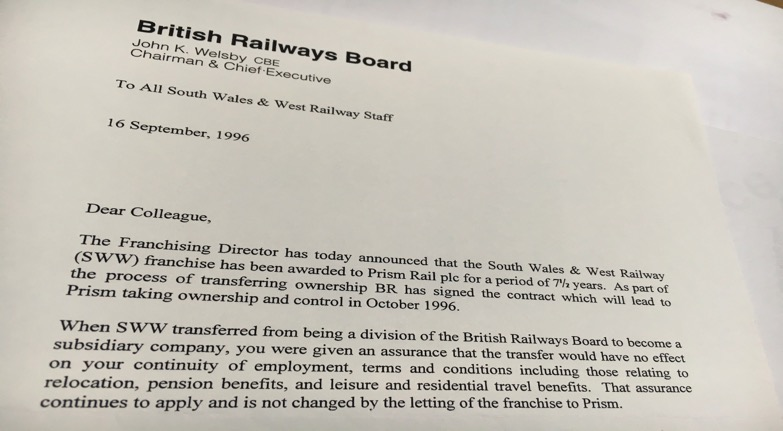 British Railways Board
John K. Welsby CBE
Chairman & Chief Executive
To All South Wales & West Railway Staff
16 September, 1996
Dear Colleague,
The Franchising Director has today announced that the South Wales & West Railway
(SWW) franchise has been awarded to Prism Rail plc for a period of 7½ years. As part of
the process of transferring ownership BR has signed the contract which will lead to
Prism taking ownership and control in October 1996.
When SWW transferred from being a division of the British Railways Board to become a
subsidiary company, you were given an assurance that the transfer would have no effect
on your continuity of employment, terms and conditions including those relating to
relocation, pension benefits, and leisure and residential travel benefits. That assurance
continues to apply and is not changed by the letting of the franchise to Prism.